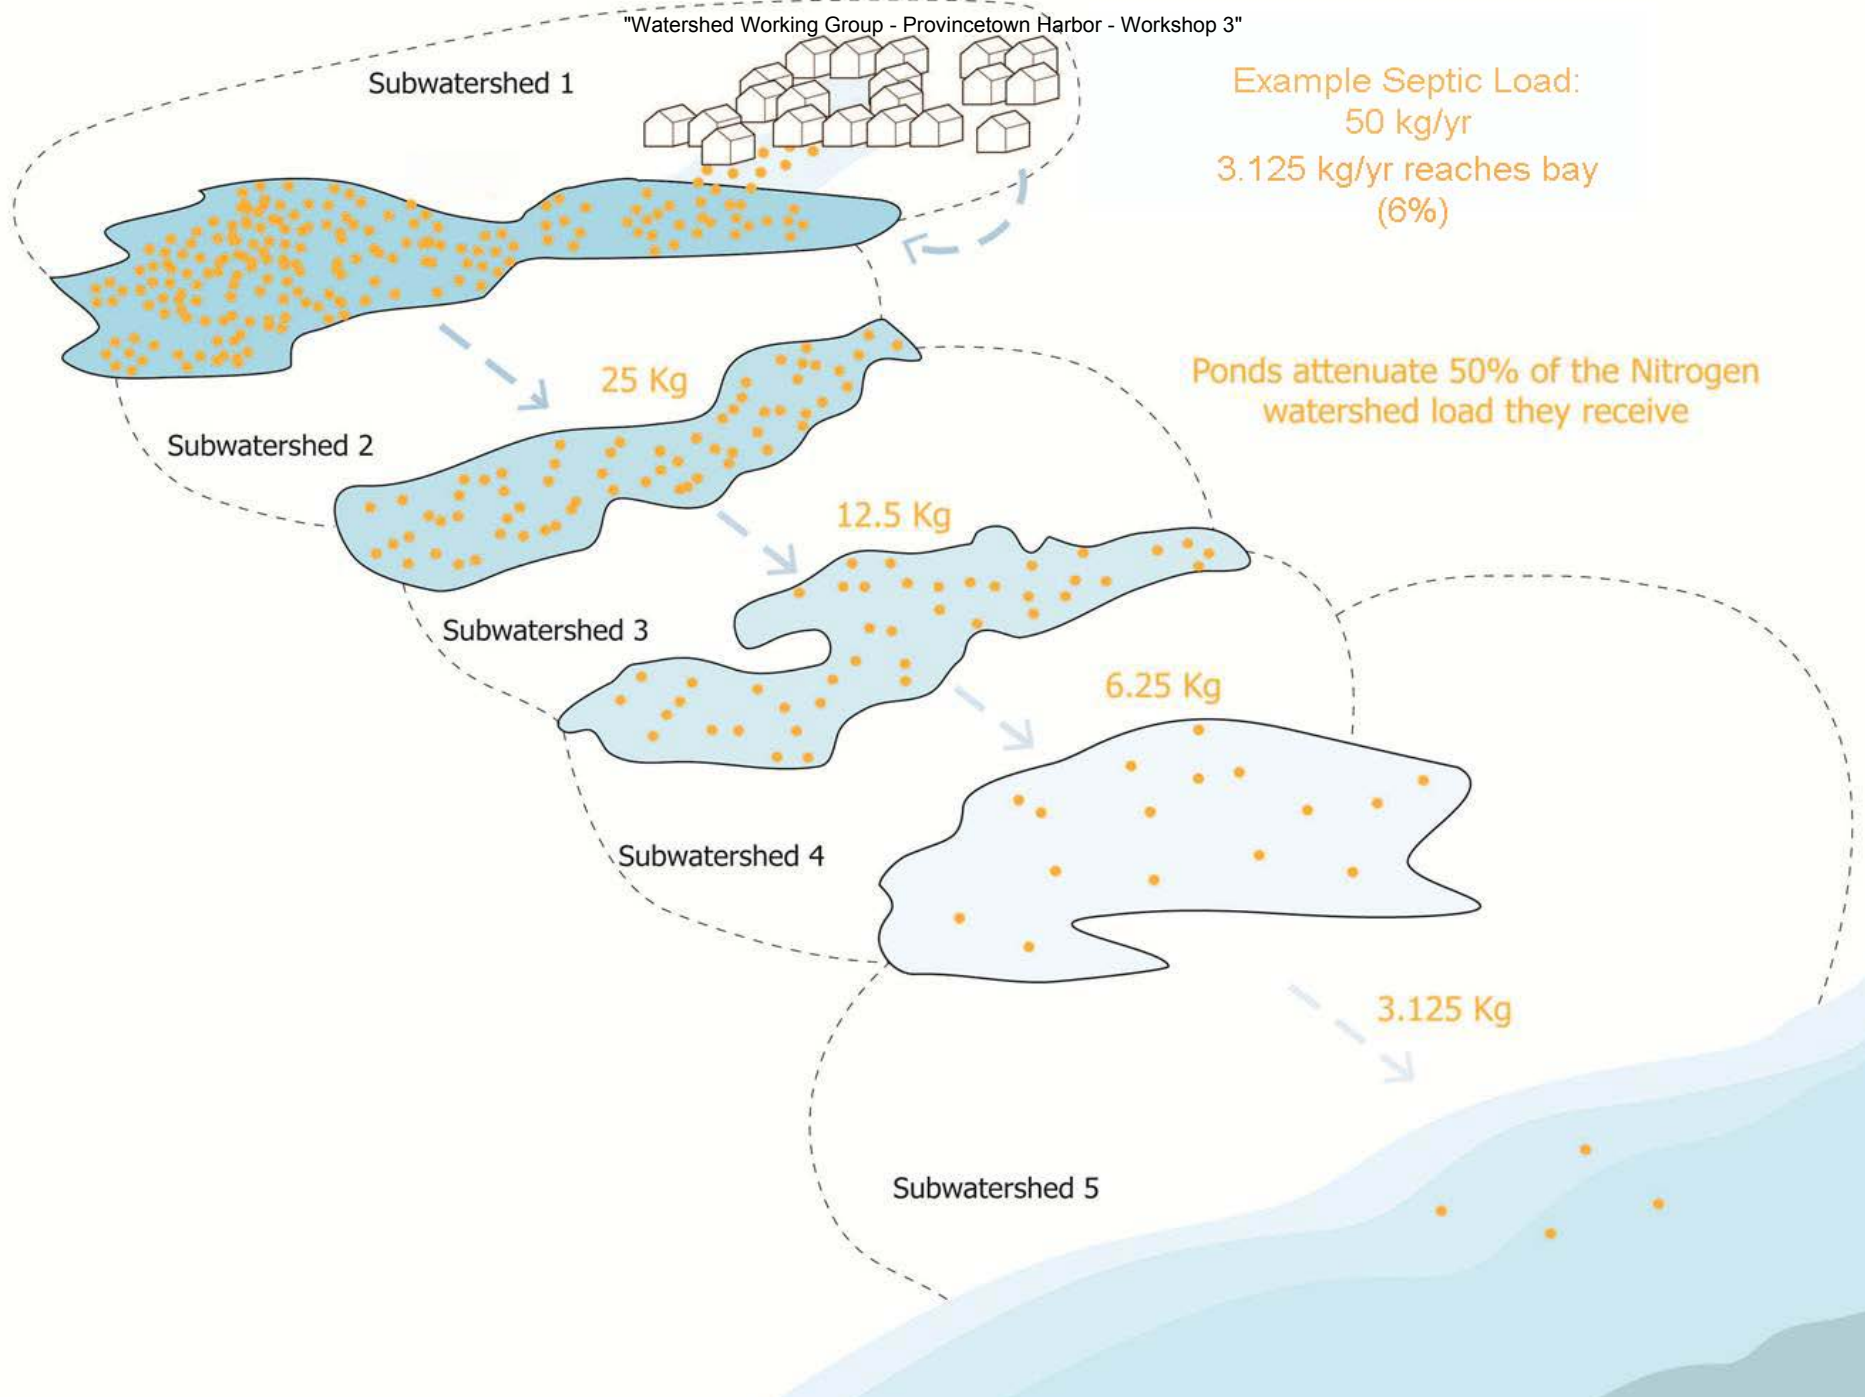 "Watershed Working Group - Provincetown Harbor - Workshop 3"
Subwatershed 1
Example Septic Load:
50 kg/yr
3.125 kg/yr reaches bay
(6%)
25 Kg
Ponds attenuate 50% of the Nitrogen
watershed load they receive
Subwatershed 2
12.5 Kg
Subwatershed 3
6.25 Kg
Subwatershed 4
3.125 Kg
Subwatershed 5